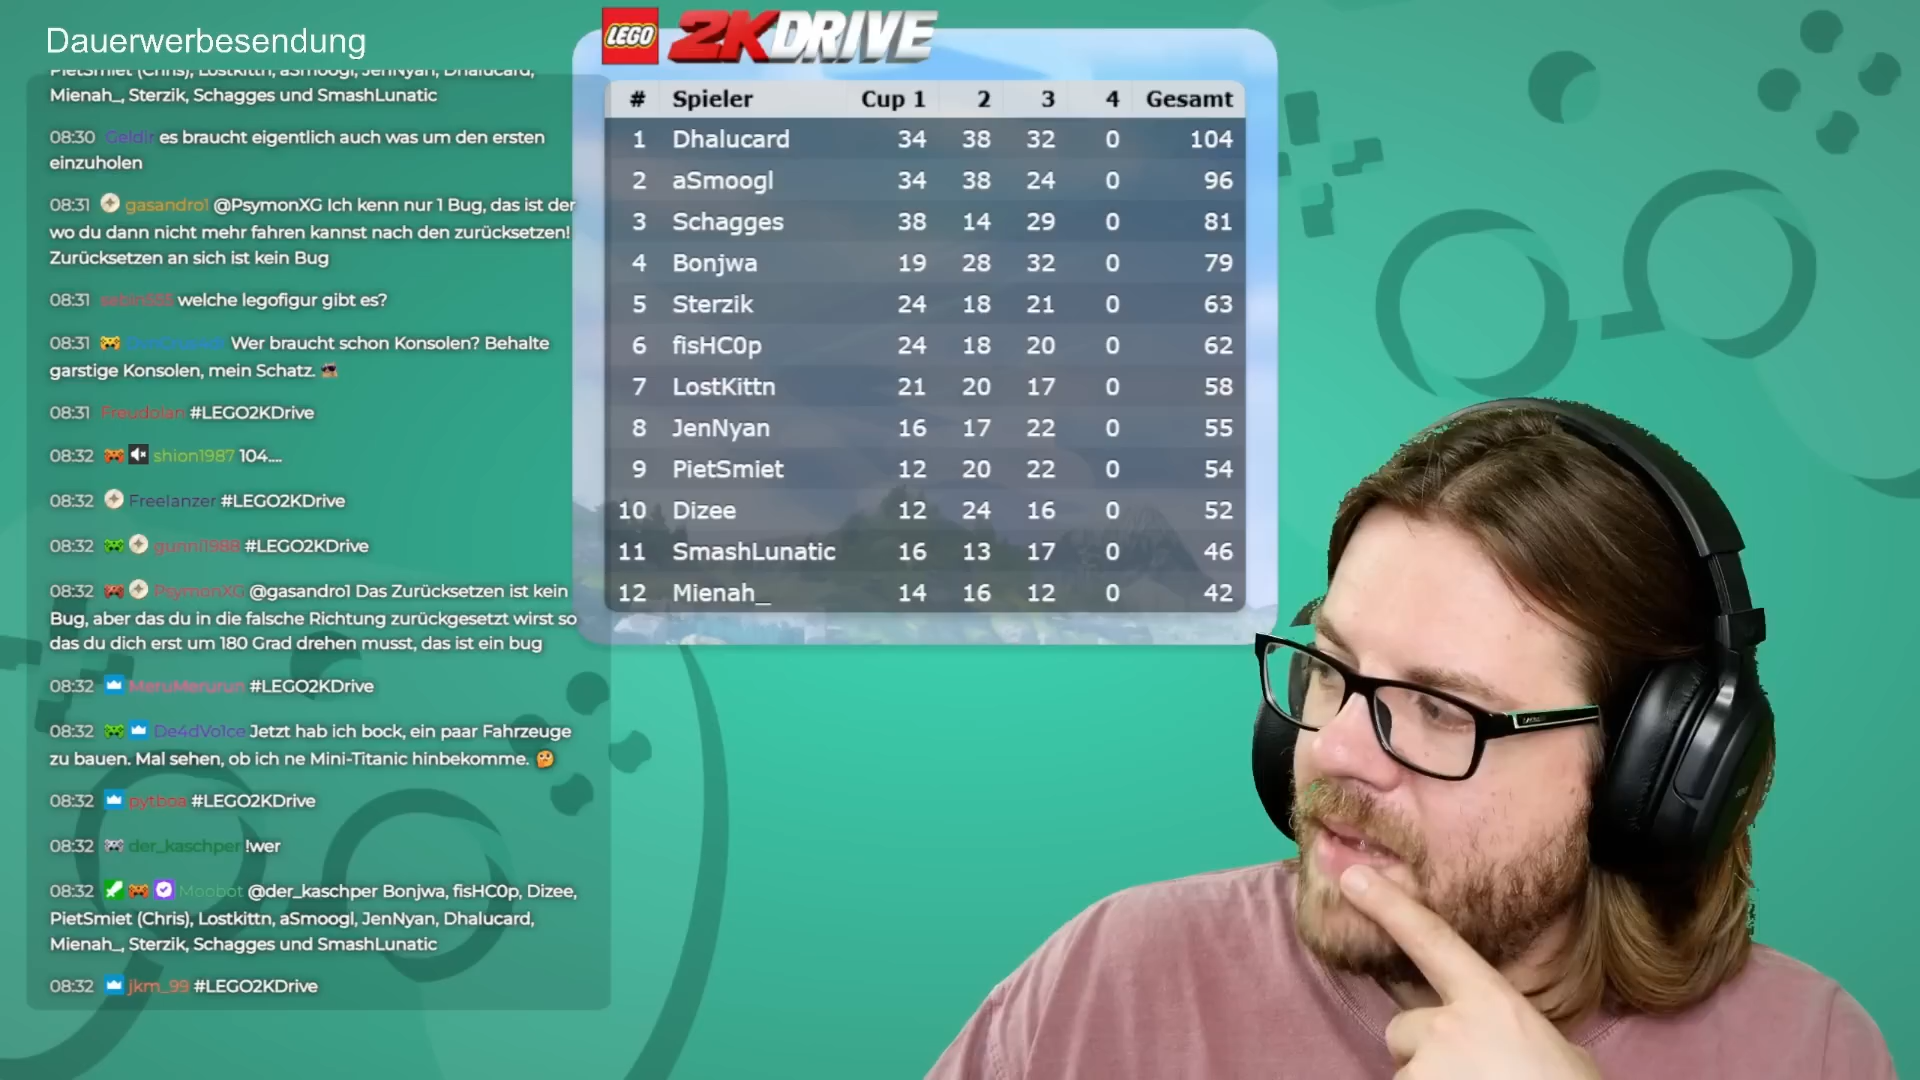 Dauerwerbesendung
PietSmiet (Chris), Lostkittn, aSmoogl, JenNyan, Dhalucard,
Mienah_, Sterzik, Schagges und SmashLunatic
08:30 Geldir es braucht eigentlich auch was um den ersten
einzuholen
08:31 gasandro1 @PsymonXG Ich kenn nur 1 Bug, das ist der
wo du dann nicht mehr fahren kannst nach den zurücksetzen!
Zurücksetzen an sich ist kein Bug
08:31 welche legofigur gibt es?
08:31 Wer braucht schon Konsolen? Behalte
garstige Konsolen, mein Schatz.
08:31 Freudolan #LEGO2KDrive
08:32 shion1987 104....
08:32 Freelanzer #LEGO2KDrive
08:32 gunni1988 #LEGO2KDrive
08:32 PsymonXG @gasandro1 Das Zurücksetzen ist kein
Bug, aber das du in die falsche Richtung zurückgesetzt wirst so
das du dich erst um 180 Grad drehen musst, das ist ein bug
08:32 MeruMerurun #LEGO2KDrive
08:32 De4dVo1ce Jetzt hab ich bock, ein paar Fahrzeuge
zu bauen. Mal sehen, ob ich ne Mini-Titanic hinbekomme.
08:32 pytboa #LEGO2KDrive
08:32 der_kaschper !wer
08:32 Moobot @der_kaschper Bonjwa, fisHC0p, Dizee,
PietSmiet (Chris), Lostkittn, aSmoogl, JenNyan, Dhalucard,
Mienah_, Sterzik, Schagges und SmashLunatic
08:32 jkm_99 #LEGO2KDrive
LEGO 2KDRIVE
# Spieler Cup 1 2 3 4 Gesamt
1 Dhalucard 34 38 32 0 104
2 aSmoogl 34 38 24 0 96
3 Schagges 38 14 29 0 81
4 Bonjwa 19 28 32 0 79
5 Sterzik 24 18 21 0 63
6 fisHC0p 24 18 20 0 62
7 LostKittn 21 20 17 0 58
8 JenNyan 16 17 22 0 55
9 PietSmiet 12 20 22 0 54
10 Dizee 12 24 16 0 52
11 SmashLunatic 16 13 17 0 46
12 Mienah_ 14 16 12 0 42